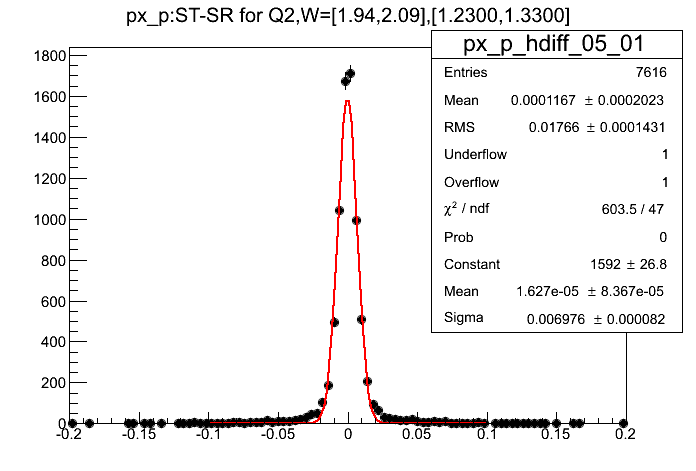 px_p:ST-SR for Q2,W=[1.94,2.09],[1.2300,1.3300]
px_p_hdiff_05_01
Entries 7616
Mean 0.0001167 ± 0.0002023
RMS 0.01766 ± 0.0001431
Underflow 1
Overflow 1
χ² / ndf 603.5 / 47
Prob 0
Constant 1592 ± 26.8
Mean 1.627e-05 ± 8.367e-05
Sigma 0.006976 ± 0.000082
1800
1600
1400
1200
1000
800
600
400
200
0
-0.2 -0.15 -0.1 -0.05 0 0.05 0.1 0.15 0.2